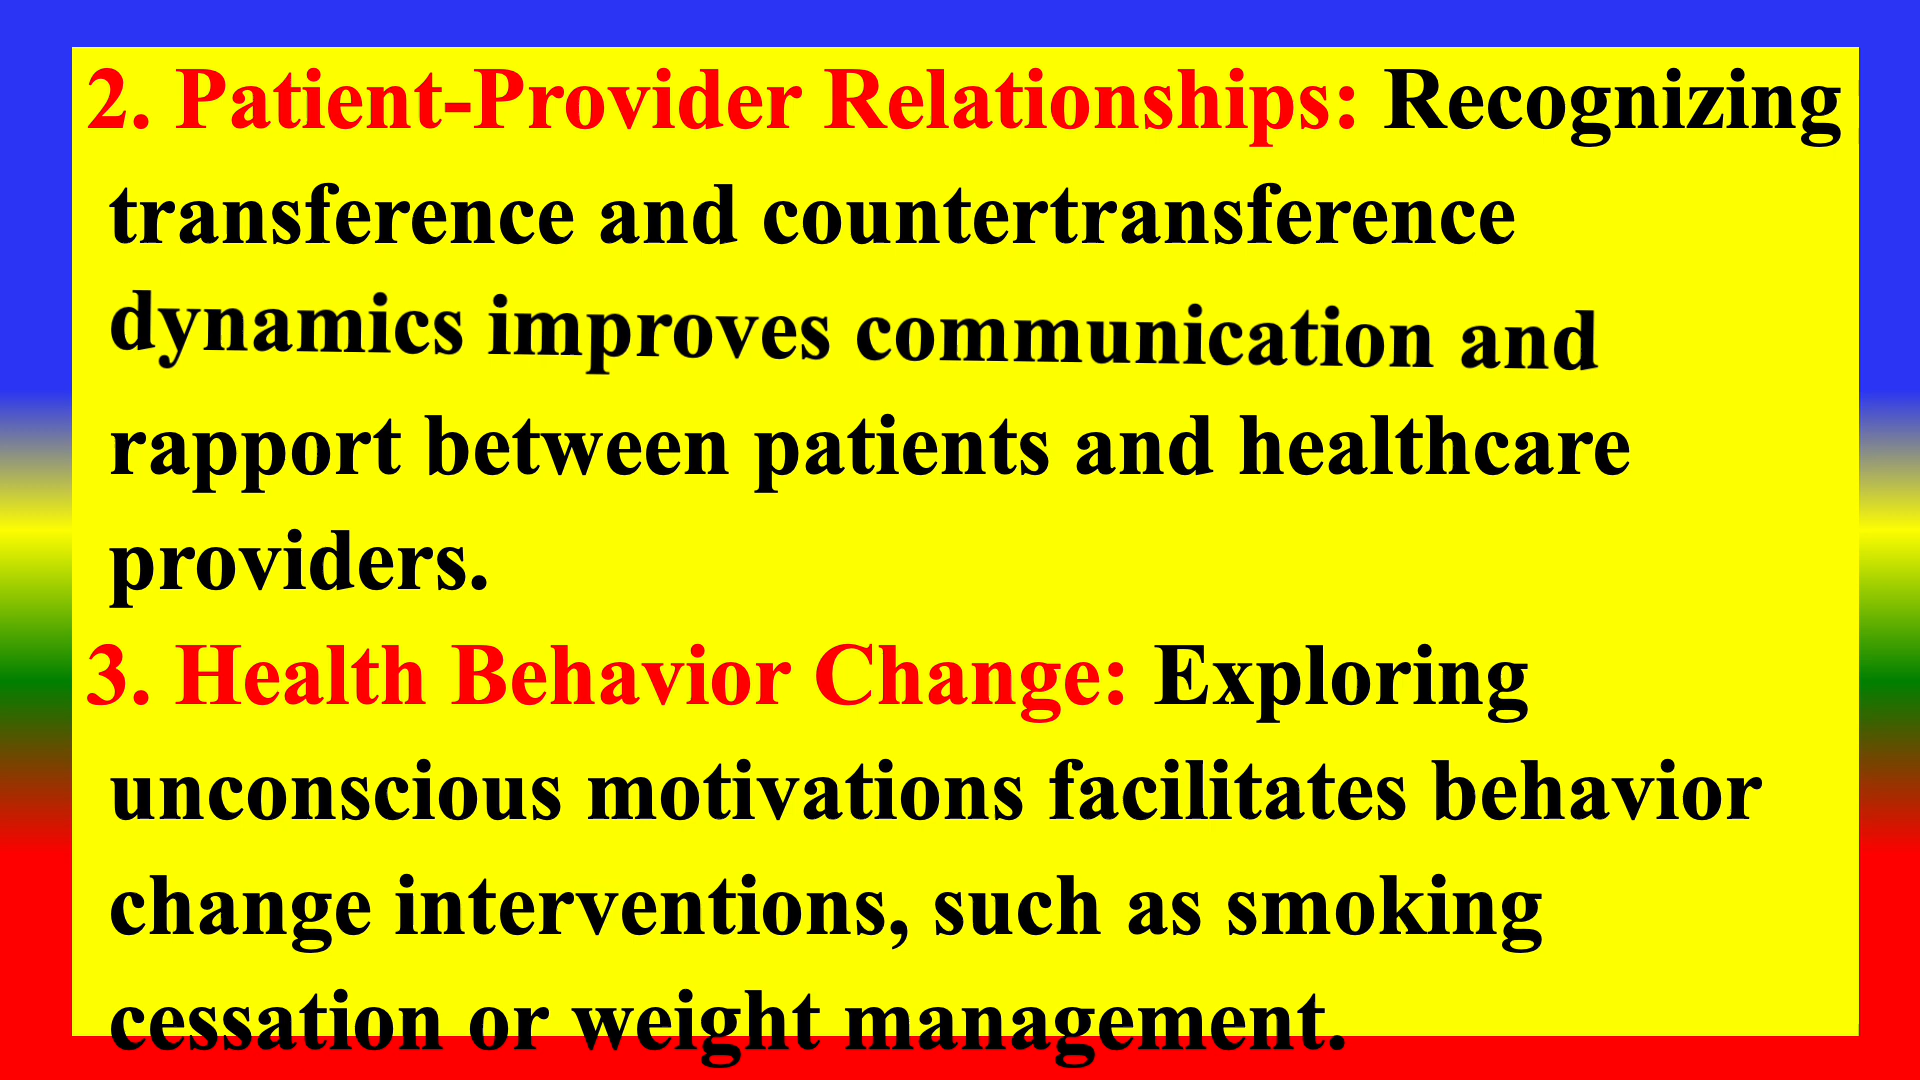 2. Patient-Provider Relationships: Recognizing
transference and countertransference
dynamics improves communication and
rapport between patients and healthcare
providers.
3. Health Behavior Change: Exploring
unconscious motivations facilitates behavior
change interventions, such as smoking
cessation or weight management.